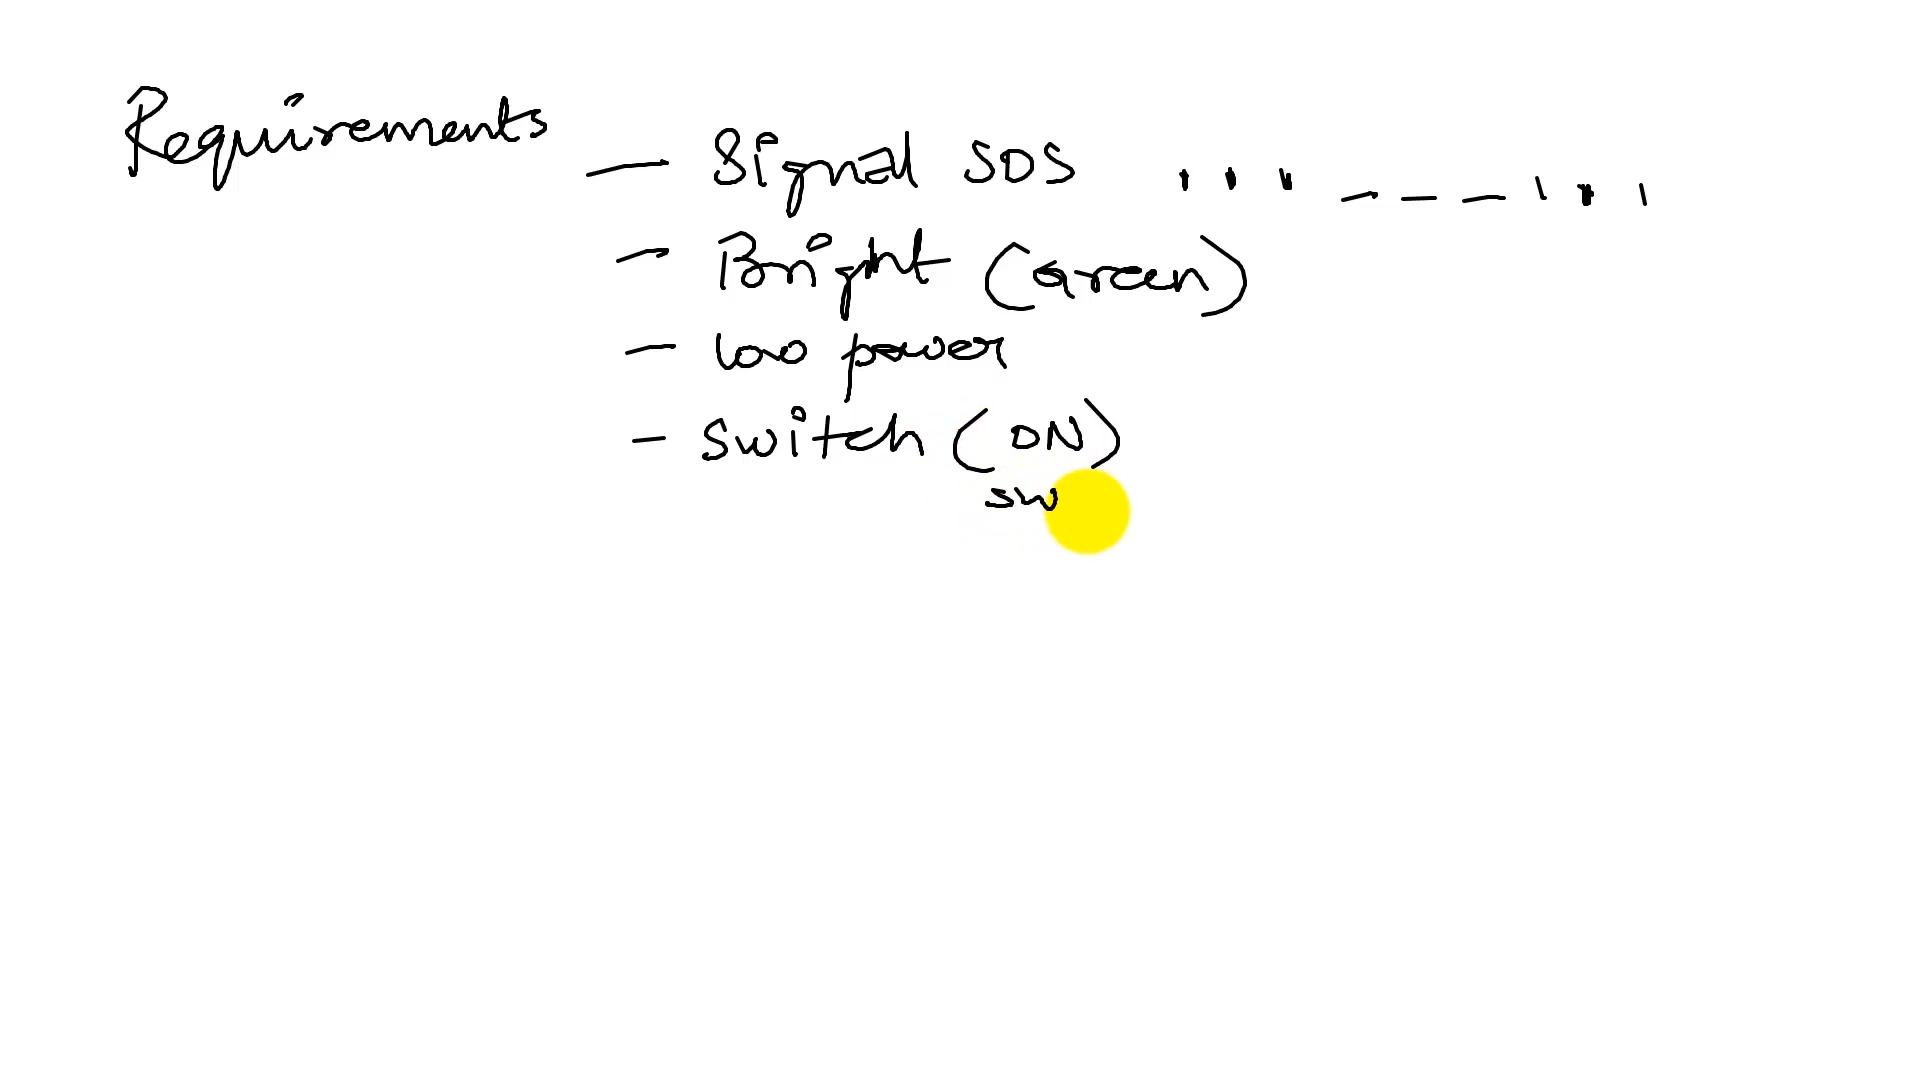 Requirements
— Signal SOS ... _ _ _ ...
— Bright (Green)
— low power
- Switch (ON)
sw